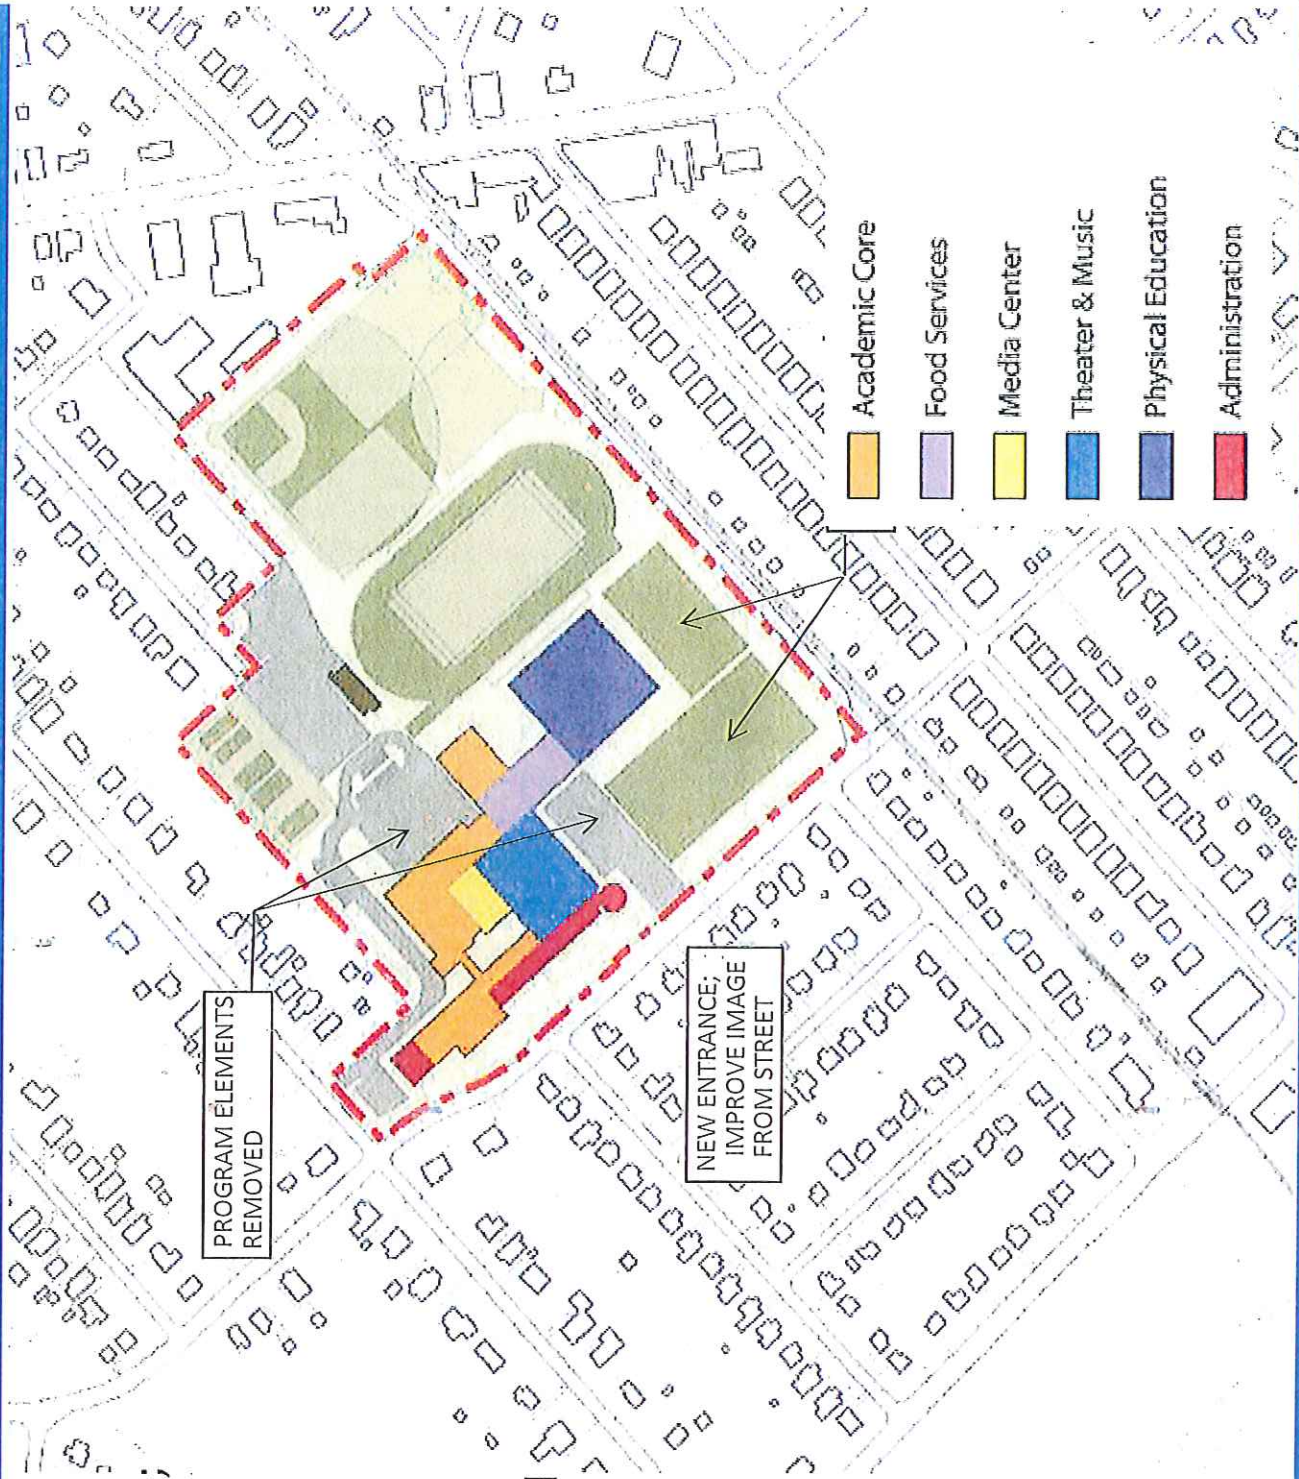 PROGRAM ELEMENTS
REMOVED
NEW ENTRANCE;
IMPROVE IMAGE
FROM STREET
Academic Core
Food Services
Media Center
Theater & Music
Physical Education
Administration